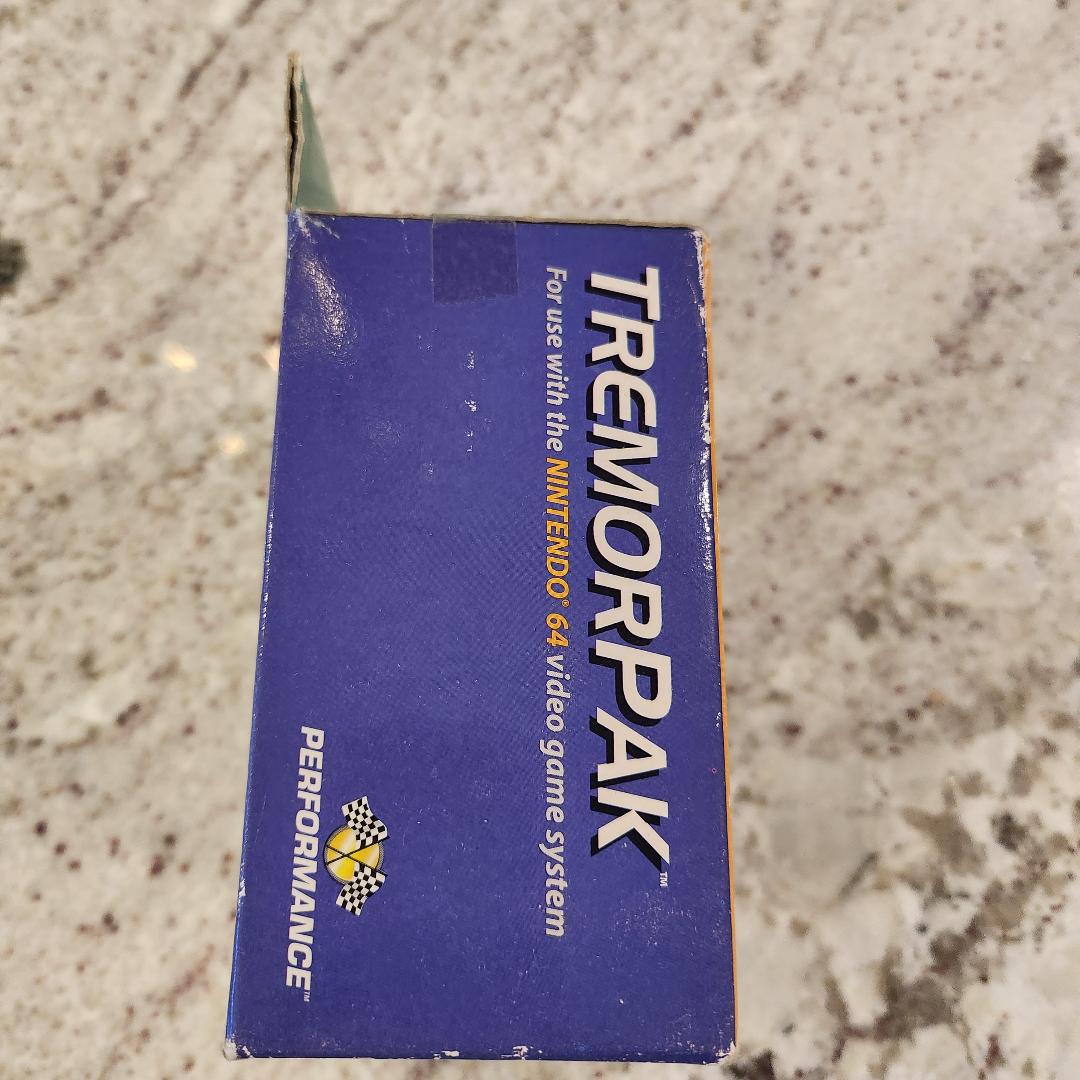 TREMORPAK™
For use with the NINTENDO® 64 video game system
PERFORMANCE™